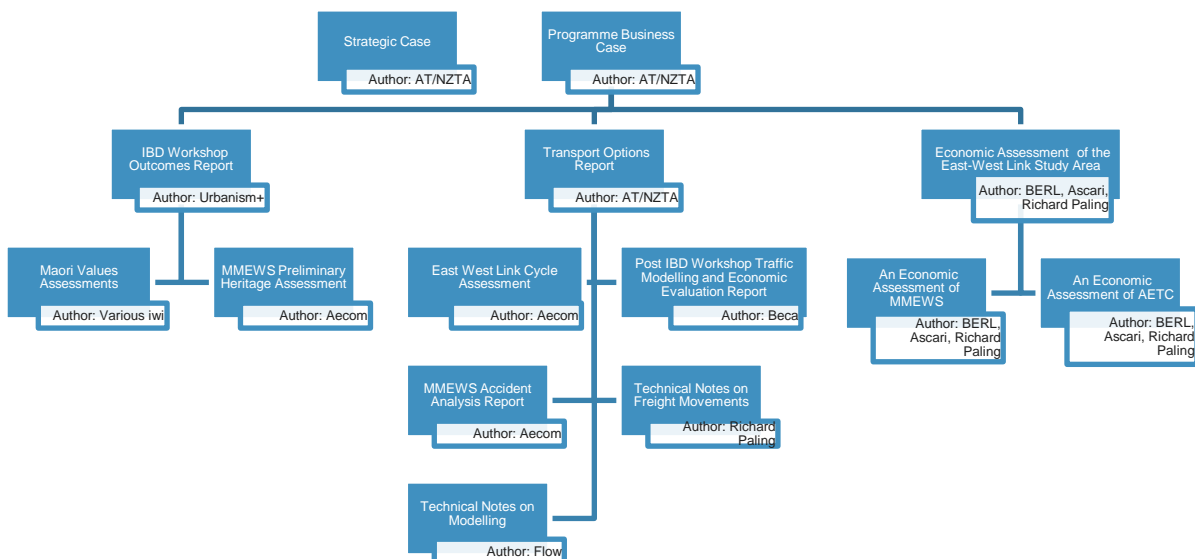 Strategic Case
Author: AT/NZTA
Programme Business
Case
Author: AT/NZTA
IBD Workshop
Outcomes Report
Author: Urbanism+
Transport Options
Report
Author: AT/NZTA
Economic Assessment of the
East-West Link Study Area
Author: BERL, Ascari,
Richard Paling
Maori Values
Assessments
Author: Various iwi
MMEWS Preliminary
Heritage Assessment
Author: Aecom
East West Link Cycle
Assessment
Author: Aecom
Post IBD Workshop Traffic
Modelling and Economic
Evaluation Report
Author: Beca
An Economic
Assessment of
MMEWS
Author: BERL,
Ascari, Richard
Paling
An Economic
Assessment of AETC
Author: BERL,
Ascari, Richard
Paling
MMEWS Accident
Analysis Report
Author: Aecom
Technical Notes on
Freight Movements
Author: Richard
Paling
Technical Notes on
Modelling
Author: Flow